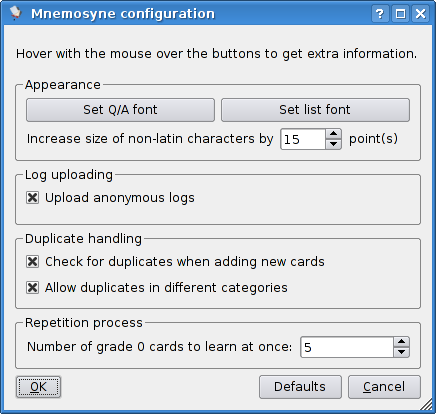 Mnemosyne configuration
Hover with the mouse over the buttons to get extra information.
Appearance
Set Q/A font Set list font
Increase size of non-latin characters by 15 point(s)
Log uploading
Upload anonymous logs
Duplicate handling
Check for duplicates when adding new cards
Allow duplicates in different categories
Repetition process
Number of grade 0 cards to learn at once: 5
OK Defaults Cancel